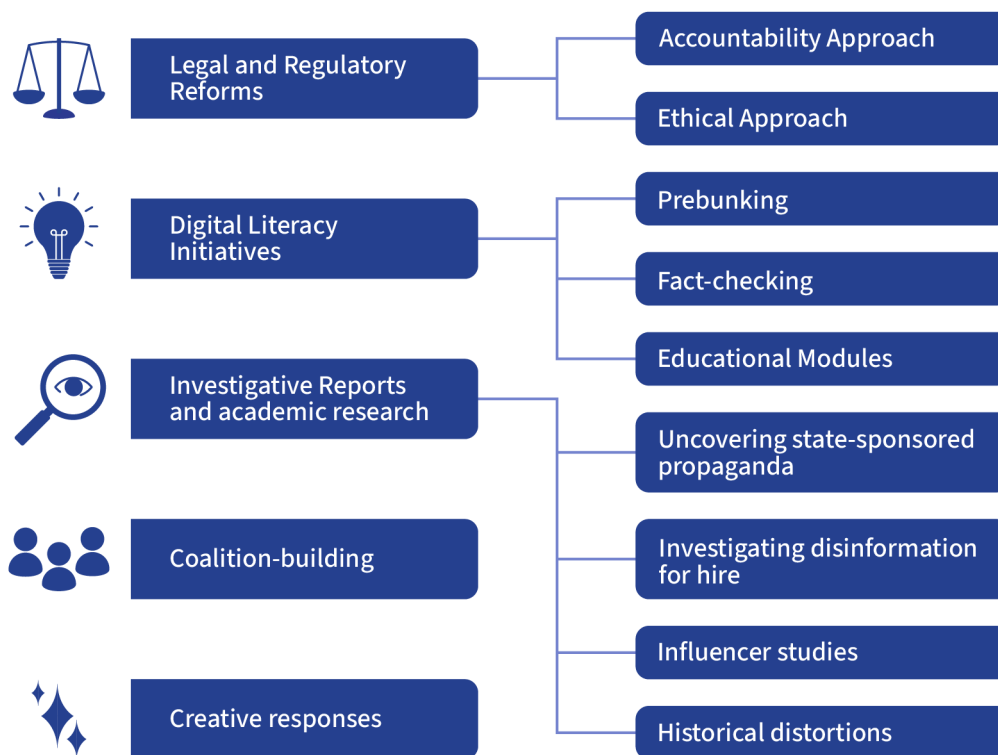 Legal and Regulatory
Reforms
Accountability Approach
Ethical Approach
Digital Literacy
Initiatives
Prebunking
Fact-checking
Educational Modules
Investigative Reports
and academic research
Uncovering state-sponsored
propaganda
Investigating disinformation
for hire
Influencer studies
Historical distortions
Coalition-building
Creative responses